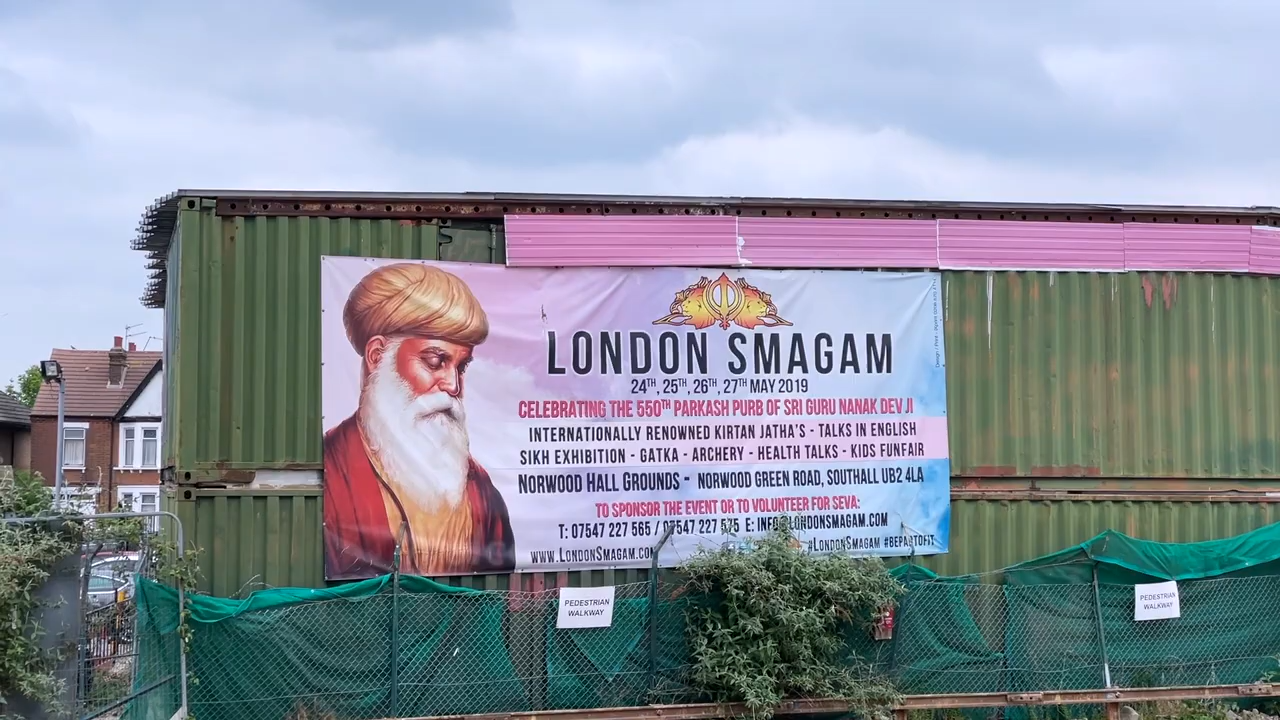 LONDON SMAGAM
24TH, 25TH, 26TH, 27TH MAY 2019
CELEBRATING THE 550TH PARKASH PURB OF SRI GURU NANAK DEV JI
INTERNATIONALLY RENOWNED KIRTAN JATHA'S - TALKS IN ENGLISH
SIKH EXHIBITION - GATKA - ARCHERY - HEALTH TALKS - KIDS FUNFAIR
NORWOOD HALL GROUNDS - NORWOOD GREEN ROAD, SOUTHALL UB2 4LA
TO SPONSOR THE EVENT OR TO VOLUNTEER FOR SEVA:
T: 07547 227 565 / 07547 227 575 E: INFO@LONDONSMAGAM.COM
WWW.LONDONSMAGAM.COM #LONDONSMAGAM #BEPARTOFIT
PEDESTRIAN
WALKWAY
PEDESTRIAN
WALKWAY